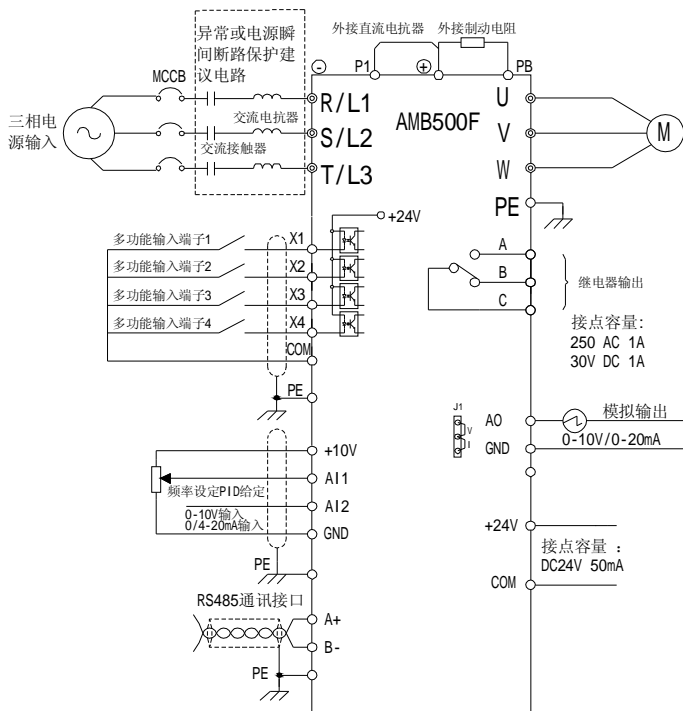 异常或电源瞬
间断路保护建
议电路
外接直流电抗器
外接制动电阻
P1
PB
MCCB
三相电
源输入
R/L1
S/L2
T/L3
交流电抗器
交流接触器
AMB500F
U
V
W
M
PE
+24V
多功能输入端子1
X1
多功能输入端子2
X2
多功能输入端子3
X3
多功能输入端子4
X4
COM
PE
A
B
C
继电器输出
接点容量:
250 AC 1A
30V DC 1A
J1
V
I
AO
模拟输出
GND
0-10V/0-20mA
+10V
AI1
频率设定PID给定
AI2
0-10V输入
0/4-20mA输入
GND
PE
+24V
接点容量 :
DC24V 50mA
COM
RS485通讯接口
A+
B-
PE